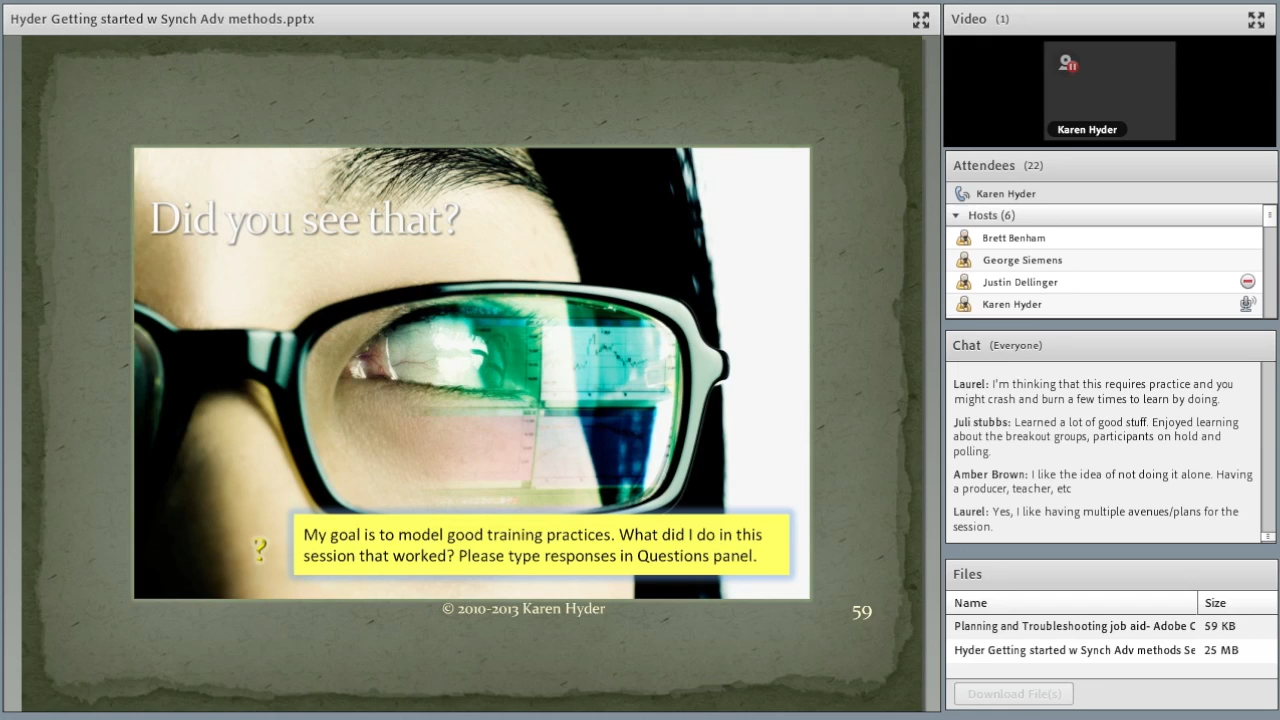 Hyder Getting started w Synch Adv methods.pptx
Did you see that?
?
My goal is to model good training practices. What did I do in this
session that worked? Please type responses in Questions panel.
© 2010-2013 Karen Hyder
59
Video (1)
Karen Hyder
Attendees (22)
Karen Hyder
Hosts (6)
Brett Benham
George Siemens
Justin Dellinger
Karen Hyder
Chat (Everyone)
Laurel: I'm thinking that this requires practice and you
might crash and burn a few times to learn by doing.
Juli stubbs: Learned a lot of good stuff. Enjoyed learning
about the breakout groups, participants on hold and
polling.
Amber Brown: I like the idea of not doing it alone. Having
a producer, teacher, etc
Laurel: Yes, I like having multiple avenues/plans for the
session.
Files
Name Size
Planning and Troubleshooting job aid- Adobe C 59 KB
Hyder Getting started w Synch Adv methods Se 25 MB
Download File(s)